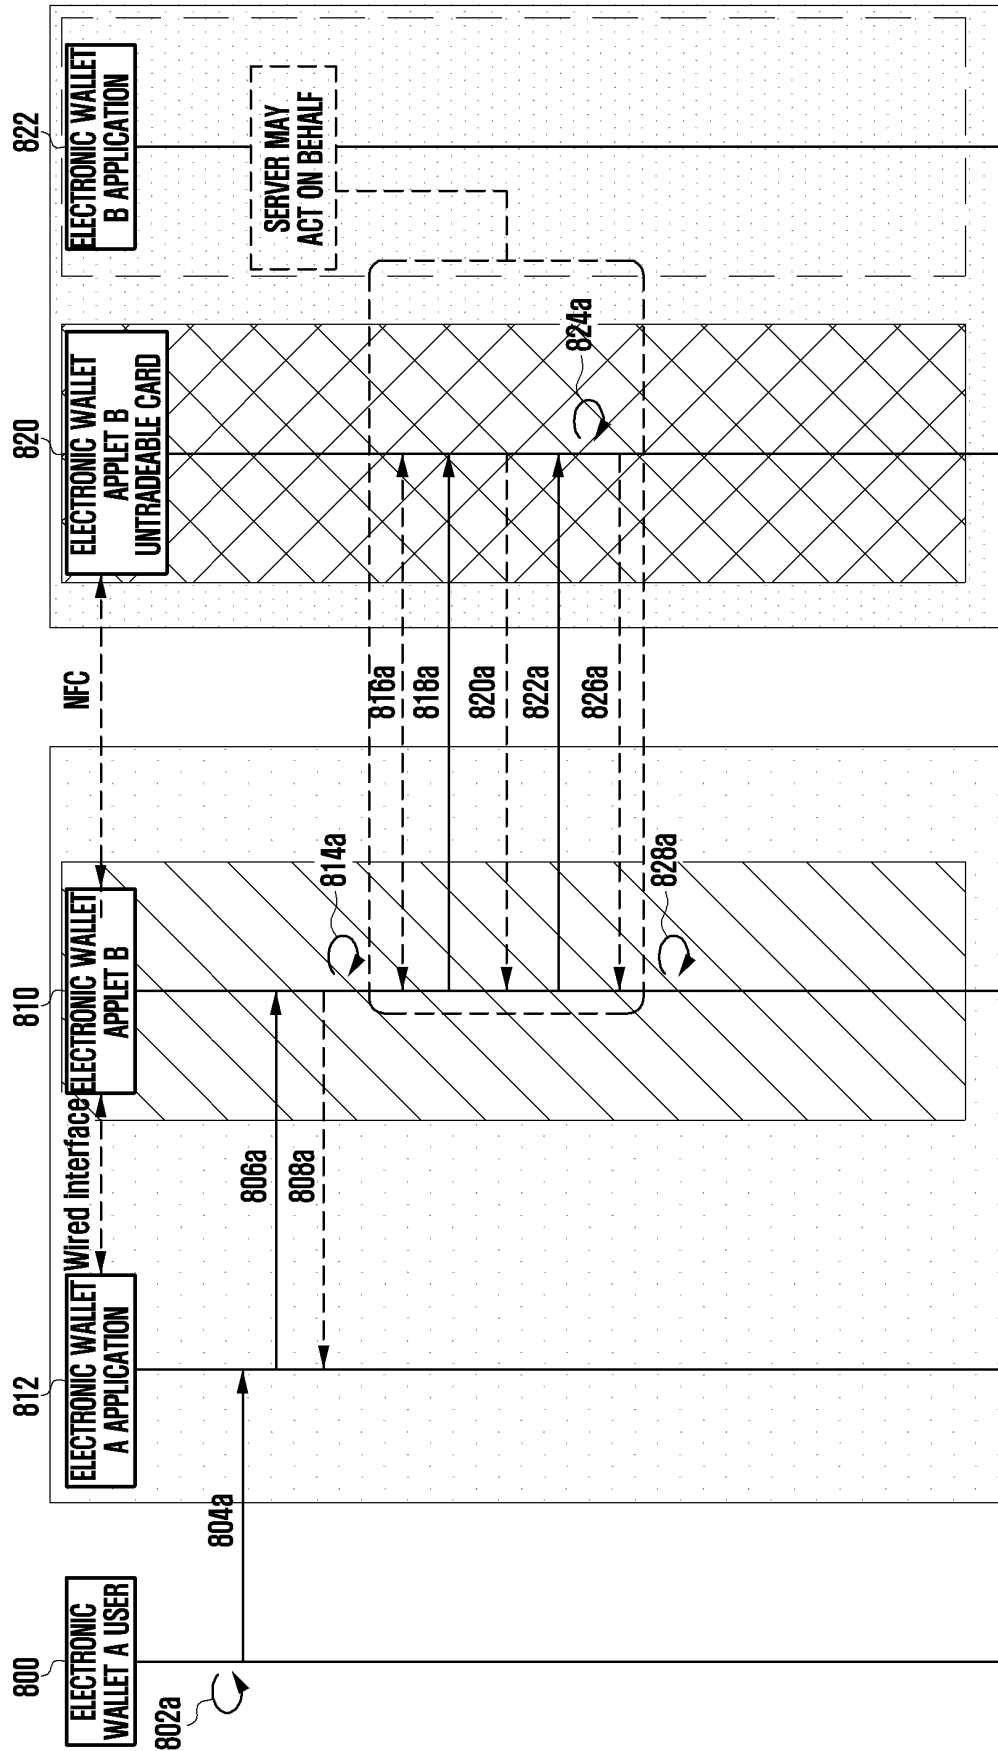 800
ELECTRONIC
WALLET A USER
812
ELECTRONIC WALLET
A APPLICATION
Wired Interface
810
ELECTRONIC WALLET
APPLET B
NFC
820
ELECTRONIC WALLET
APPLET B
UNTRADEABLE CARD
822
ELECTRONIC WALLET
B APPLICATION
SERVER MAY
ACT ON BEHALF
802a
804a
806a
808a
814a
816a
818a
820a
822a
824a
826a
828a